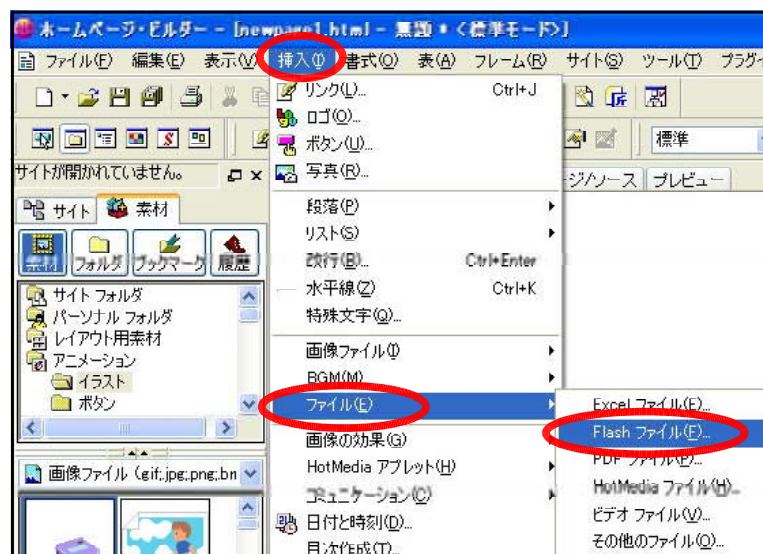 ホームページ・ビルダー - [newpage1.html - 無題 * <標準モード>]
ファイル(F) 編集(E) 表示(V) 挿入(I) 書式(O) 表(A) フレーム(R) サイト(S) ツール(T) プラグイ
標準
サイトが開かれていません。
ージ/ソース プレビュー
サイト 素材
素材 フォルダ ブックマーク 履歴
サイト フォルダ
パーソナル フォルダ
レイアウト用素材
アニメーション
イラスト
ボタン
画像ファイル (gif;jpg;png;bm
リンク(L)... Ctrl+J
ロゴ(O)...
ボタン(U)...
写真(R)...
段落(P)
リスト(S)
改行(B)... Ctrl+Enter
水平線(Z) Ctrl+K
特殊文字(Q)...
画像ファイル(I)
BGM(M)
ファイル(E)
画像の効果(G)
HotMedia アプレット(H)
コミュニケーション(C)
日付と時刻(D)...
目次作成(T)...
Excel ファイル(E)...
Flash ファイル(F)...
PDF ファイル(P)...
HotMedia ファイル(H)...
ビデオ ファイル(V)...
その他のファイル(O)...